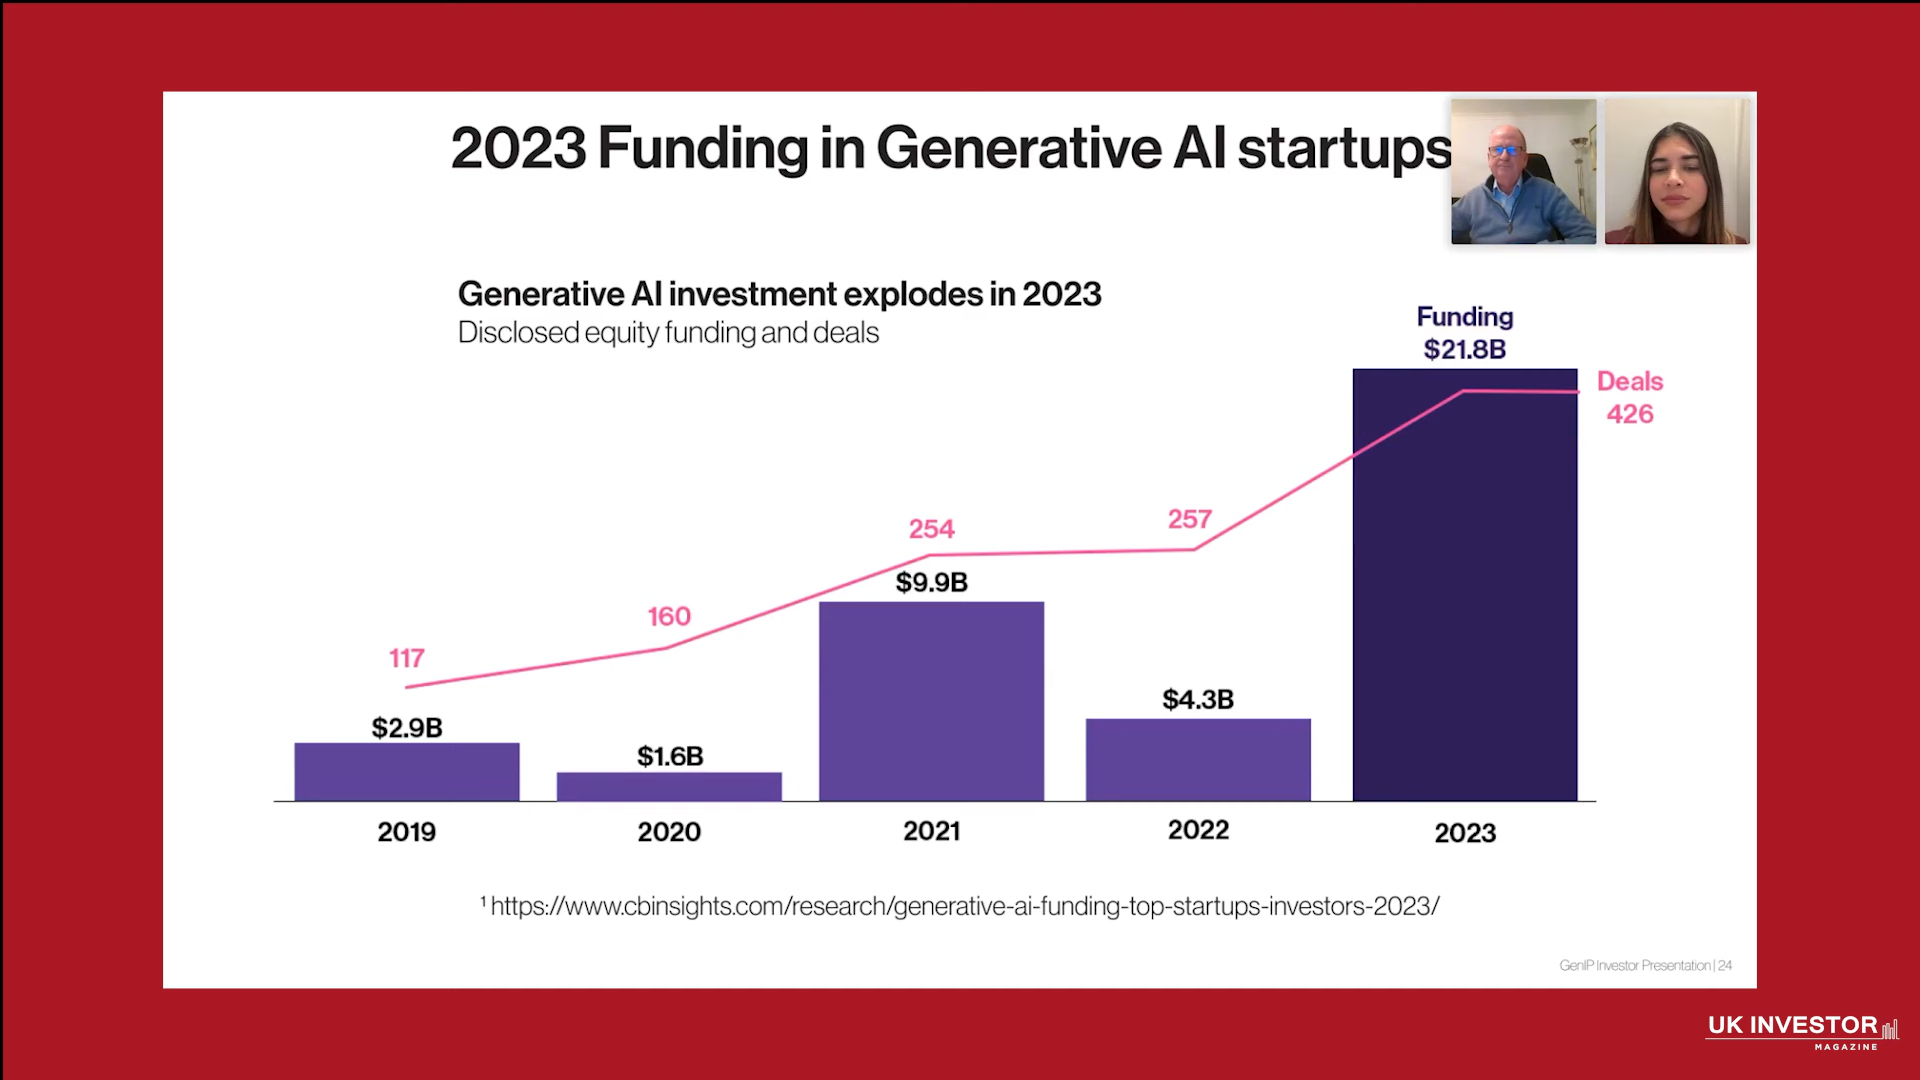 2023 Funding in Generative AI startups
Generative AI investment explodes in 2023
Disclosed equity funding and deals
Funding
$21.8B
Deals
426
254
257
$9.9B
160
117
$4.3B
$2.9B
$1.6B
2019
2020
2021
2022
2023
¹ https://www.cbinsights.com/research/generative-ai-funding-top-startups-investors-2023/
GenIP Investor Presentation | 24
UK INVESTOR
MAGAZINE